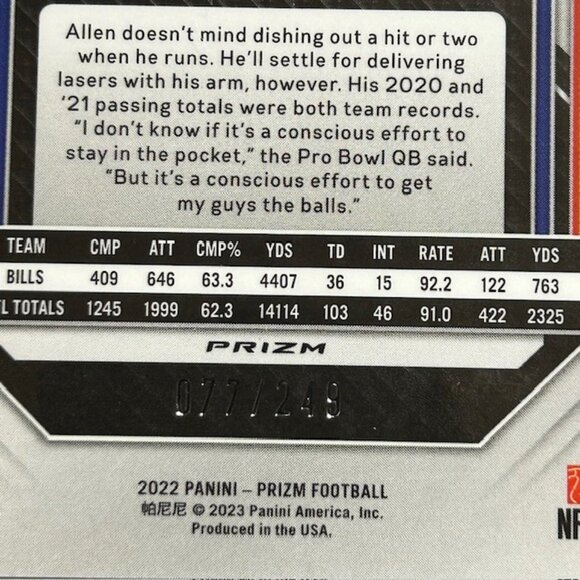 Allen doesn't mind dishing out a hit or two
when he runs. He'll settle for delivering
lasers with his arm, however. His 2020 and
'21 passing totals were both team records.
"I don't know if it's a conscious effort to
stay in the pocket," the Pro Bowl QB said.
"But it's a conscious effort to get
my guys the balls."
TEAM CMP ATT CMP% YDS TD INT RATE ATT YDS
BILLS 409 646 63.3 4407 36 15 92.2 122 763
L TOTALS 1245 1999 62.3 14114 103 46 91.0 422 2325
PRIZM
077/249
2022 PANINI – PRIZM FOOTBALL
帕尼尼 © 2023 Panini America, Inc.
Produced in the USA.
NF